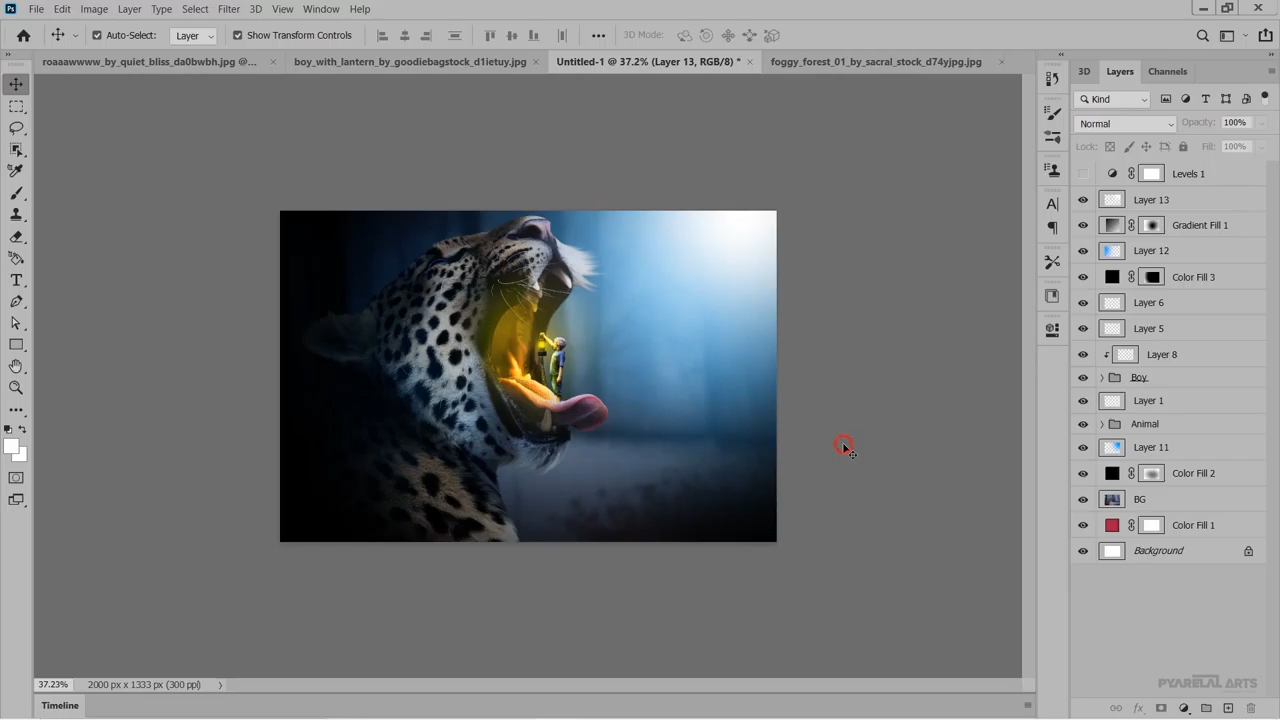 Ps File Edit Image Layer Type Select Filter 3D View Window Help
Auto-Select: Layer Show Transform Controls 3D Mode:
roaaawwww_by_quiet_bliss_da0bwbh.jpg @... boy_with_lantern_by_goodiebagstock_d1ietuy.jpg Untitled-1 @ 37.2% (Layer 13, RGB/8) * foggy_forest_01_by_sacral_stock_d74yjpg.jpg
3D Layers Channels
Kind
Normal Opacity: 100%
Lock: Fill: 100%
Levels 1
Layer 13
Gradient Fill 1
Layer 12
Color Fill 3
Layer 6
Layer 5
Layer 8
Boy
Layer 1
Animal
Layer 11
Color Fill 2
BG
Color Fill 1
Background
PYARELAL ARTS
37.23% 2000 px x 1333 px (300 ppi)
Timeline